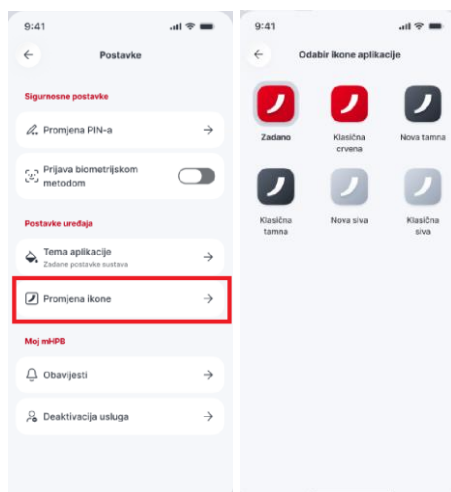 9:41
Postavke
Sigurnosne postavke
Promjena PIN-a
Prijava biometrijskom
metodom
Postavke uređaja
Tema aplikacije
Zadane postavke sustava
Promjena ikone
Moj mHPB
Obavijesti
Deaktivacija usluga
9:41
Odabir ikone aplikacije
Zadano
Klasična
crvena
Nova tamna
Klasična
tamna
Nova siva
Klasična
siva